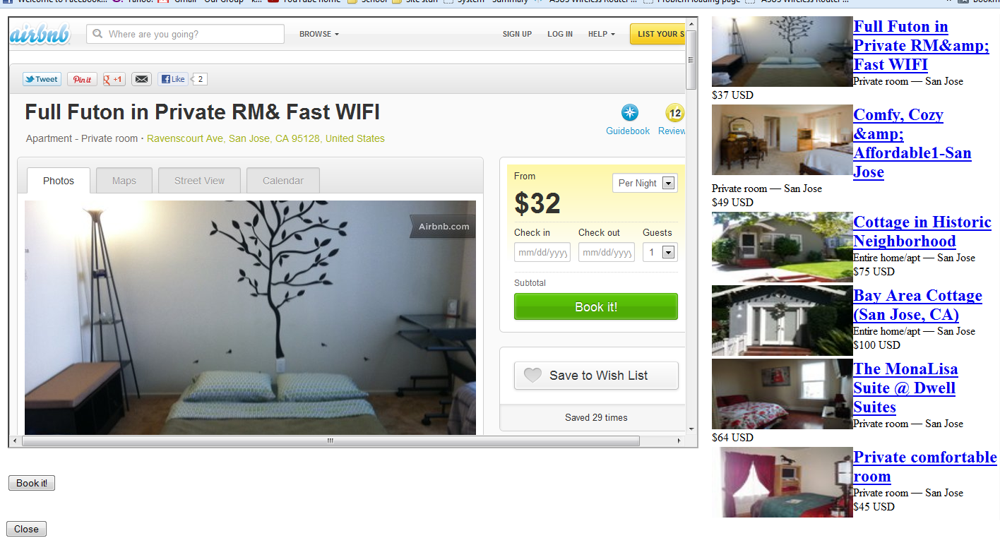 Welcome to Facebook...
Yahoo!
Gmail - Our Group - k...
YouTube home
School
Site stuff
System - Summary
ASUS Wireless Router ...
Problem loading page
ASUS Wireless Router ...
»
airbnb
Where are you going?
BROWSE
SIGN UP
LOG IN
HELP
LIST YOUR S
Tweet
Pin it
g +1
Like
2
Full Futon in Private RM& Fast WIFI
Apartment - Private room · Ravenscourt Ave, San Jose, CA 95128, United States
12
Guidebook
Review
Photos
Maps
Street View
Calendar
Airbnb.com
From
Per Night
$32
Check in
Check out
Guests
mm/dd/yyyy
mm/dd/yyyy
1
Subtotal
Book it!
Save to Wish List
Saved 29 times
Book it!
Close
Full Futon in
Private RM&amp;
Fast WIFI
Private room — San Jose
$37 USD
Comfy, Cozy
&amp;
Affordable1-San
Jose
Private room — San Jose
$49 USD
Cottage in Historic
Neighborhood
Entire home/apt — San Jose
$75 USD
Bay Area Cottage
(San Jose, CA)
Entire home/apt — San Jose
$100 USD
The MonaLisa
Suite @ Dwell
Suites
Private room — San Jose
$64 USD
Private comfortable
room
Private room — San Jose
$45 USD